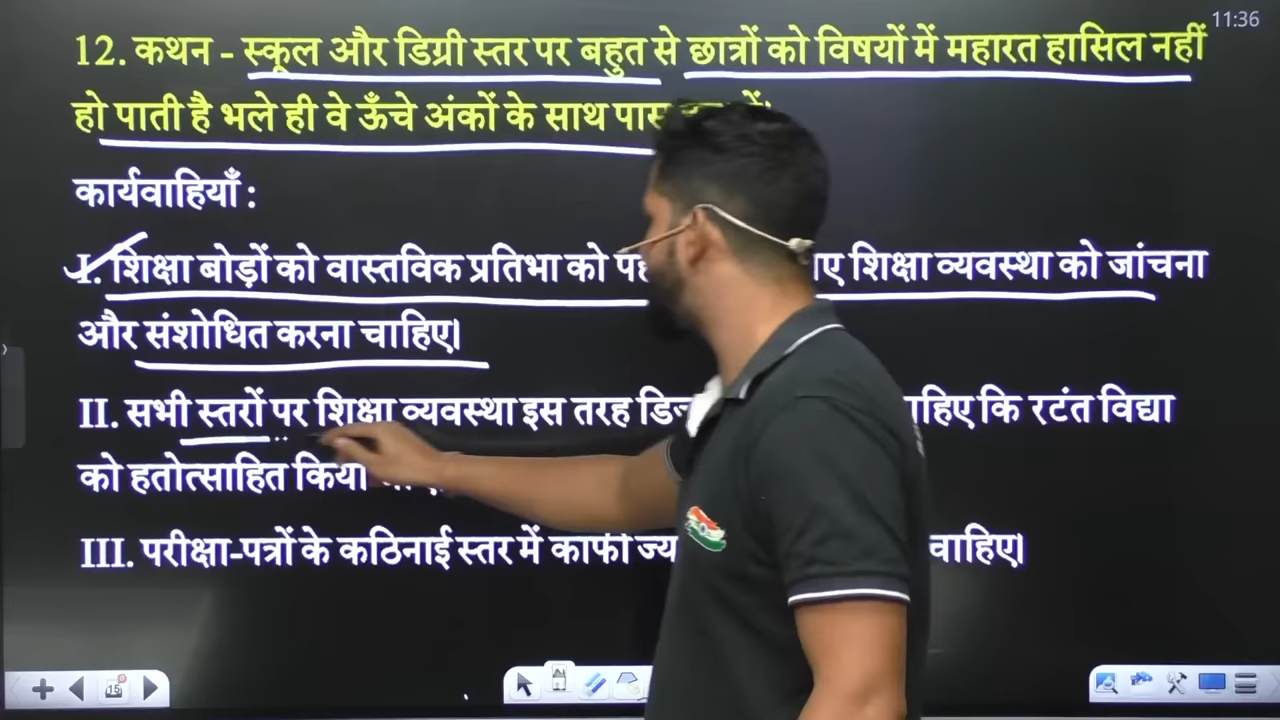 11:36
12. कथन - स्कूल और डिग्री स्तर पर बहुत से छात्रों को विषयों में महारत हासिल नहीं
हो पाती है भले ही वे ऊँचे अंकों के साथ पास
कार्यवाहियाँ :
I. शिक्षा बोड़ों को वास्तविक प्रतिभा को शिक्षा व्यवस्था को जांचना
और संशोधित करना चाहिए।
II. सभी स्तरों पर शिक्षा व्यवस्था इस तरह कि रटंत विद्या
को हतोत्साहित किया
III. परीक्षा-पत्रों के कठिनाई स्तर में काफी
15